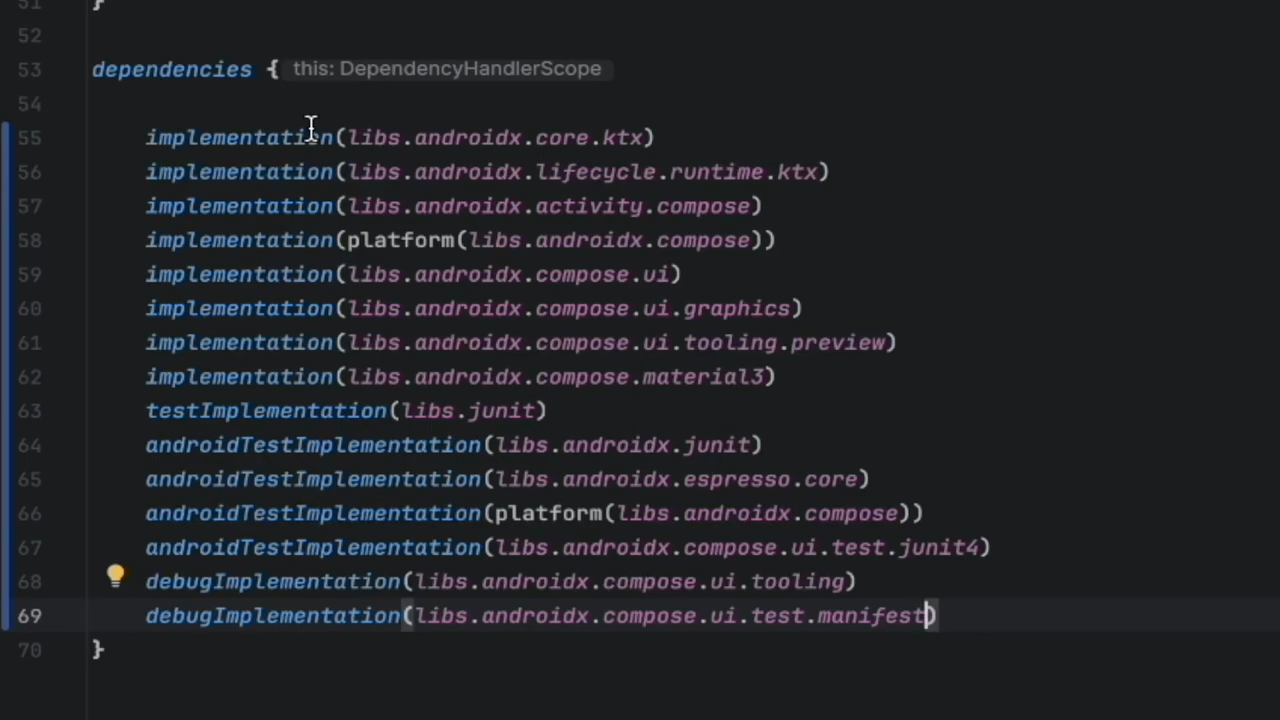 51 }
52
53 dependencies { this: DependencyHandlerScope
54
55 implementation(libs.androidx.core.ktx)
56 implementation(libs.androidx.lifecycle.runtime.ktx)
57 implementation(libs.androidx.activity.compose)
58 implementation(platform(libs.androidx.compose))
59 implementation(libs.androidx.compose.ui)
60 implementation(libs.androidx.compose.ui.graphics)
61 implementation(libs.androidx.compose.ui.tooling.preview)
62 implementation(libs.androidx.compose.material3)
63 testImplementation(libs.junit)
64 androidTestImplementation(libs.androidx.junit)
65 androidTestImplementation(libs.androidx.espresso.core)
66 androidTestImplementation(platform(libs.androidx.compose))
67 androidTestImplementation(libs.androidx.compose.ui.test.junit4)
68 debugImplementation(libs.androidx.compose.ui.tooling)
69 debugImplementation(libs.androidx.compose.ui.test.manifest)
70 }